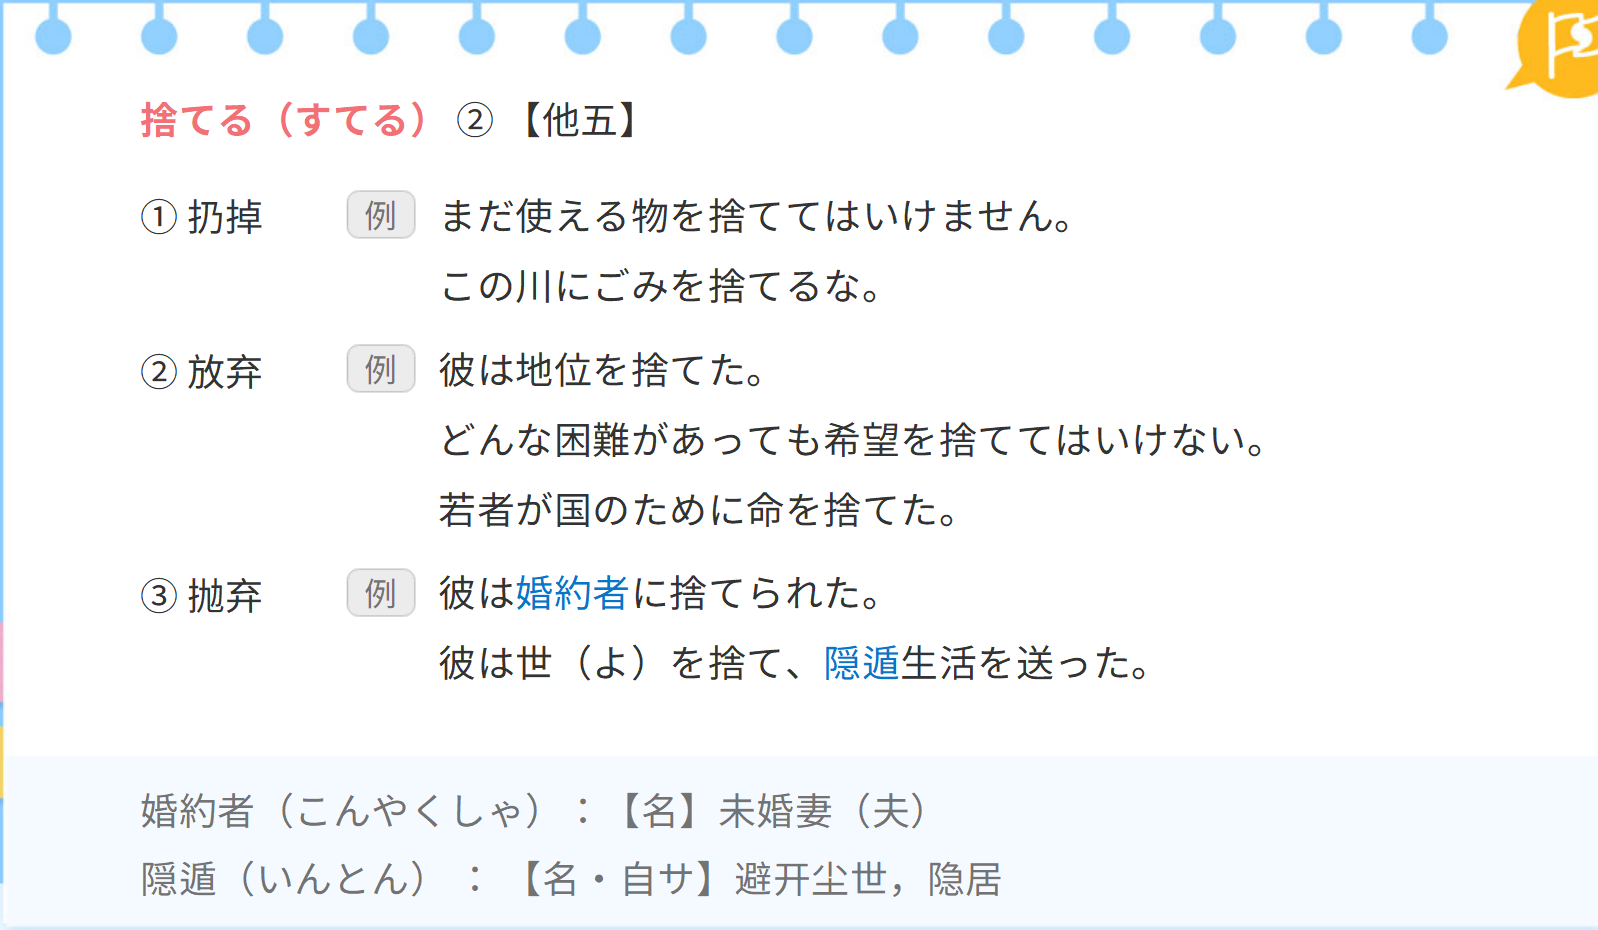 捨てる（すてる） ② 【他五】
① 扔掉 例 まだ使える物を捨ててはいけません。
この川にごみを捨てるな。
② 放弃 例 彼は地位を捨てた。
どんな困難があっても希望を捨ててはいけない。
若者が国のために命を捨てた。
③ 抛弃 例 彼は婚約者に捨てられた。
彼は世（よ）を捨て、隠遁生活を送った。
婚約者（こんやくしゃ）：【名】未婚妻（夫）
隠遁（いんとん）：【名・自サ】避开尘世，隐居